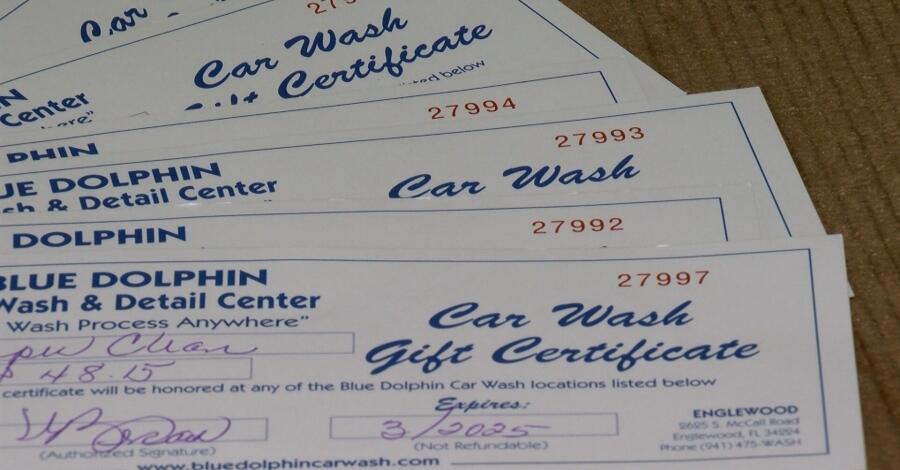 Car
Car Wash
Certificate
Center
27994
27993
BLUE DOLPHIN
& Detail Center
Car Wash
DOLPHIN
27992
BLUE DOLPHIN
Wash & Detail Center
Wash Process Anywhere"
27997
Car Wash
Gift Certificate
$ 48.15
certificate will be honored at any of the Blue Dolphin Car Wash locations listed below
Expires:
3/2025
(Authorized Signature)
(Not Refundable)
www.bluedolphincarwash.com
ENGLEWOOD
2625 S. McCall Road
Englewood, FL 34224
Phone (941) 475-WASH